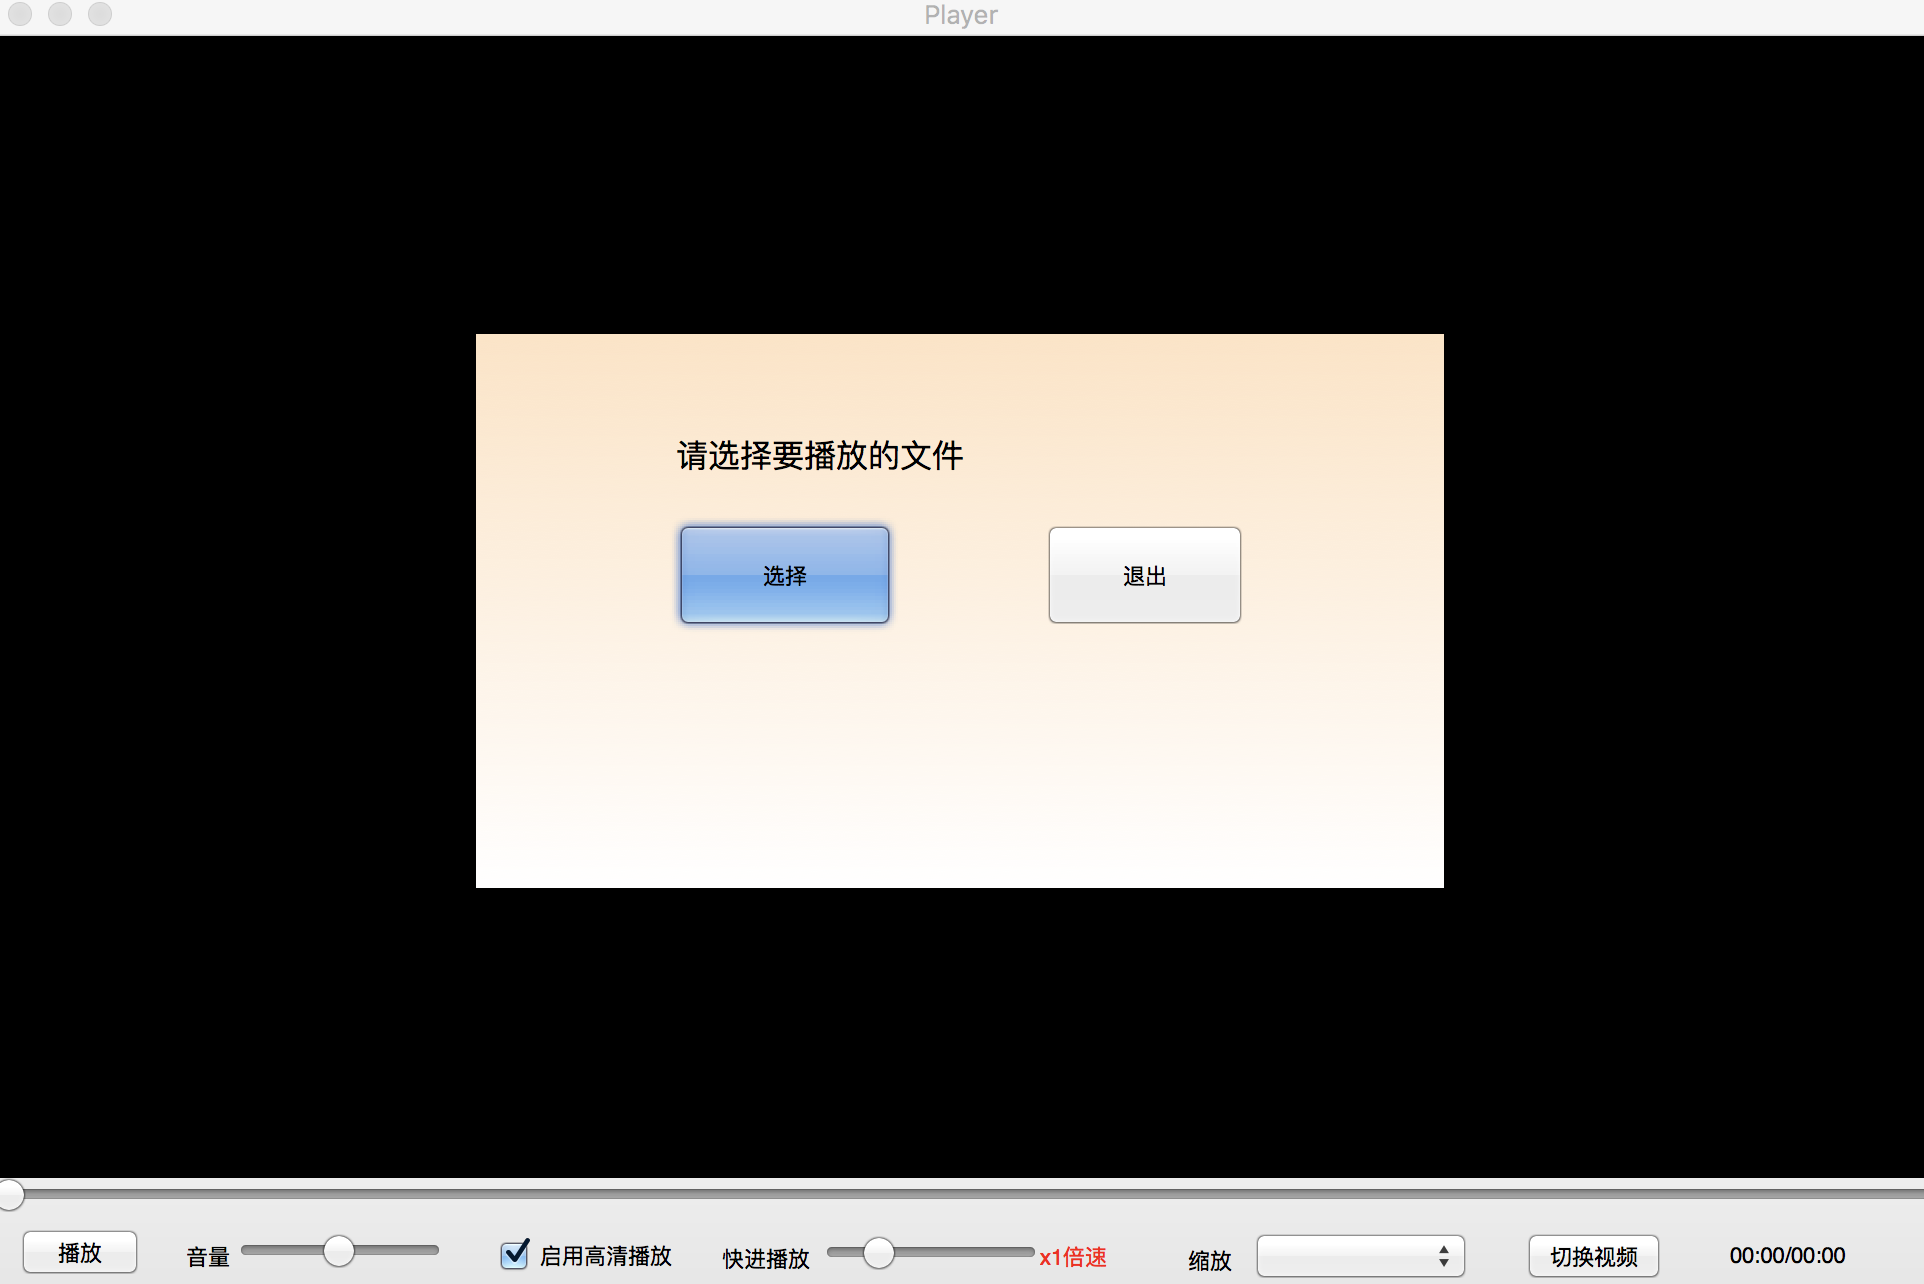 Player
请选择要播放的文件
选择
退出
播放
音量
启用高清播放
快进播放
x1倍速
缩放
切换视频
00:00/00:00